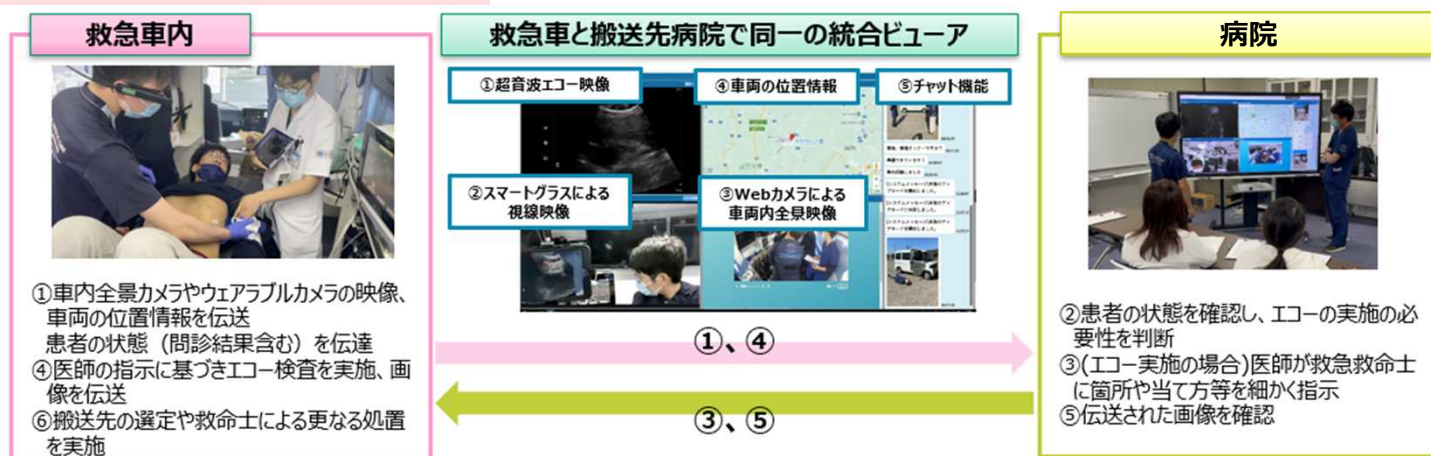 救急車内
救急車と搬送先病院で同一の統合ビューア
病院
①超音波エコー映像
④車両の位置情報
⑤チャット機能
②スマートグラスによる
視線映像
③Webカメラによる
車両内全景映像
①車内全景カメラやウェアラブルカメラの映像、
車両の位置情報を伝送
患者の状態（問診結果含む）を伝達
④医師の指示に基づきエコー検査を実施、画
像を伝送
⑥搬送先の選定や救命士による更なる処置
を実施
①、④
③、⑤
②患者の状態を確認し、エコーの実施の必
要性を判断
③(エコー実施の場合)医師が救急救命士
に箇所や当て方等を細かく指示
⑤伝送された画像を確認